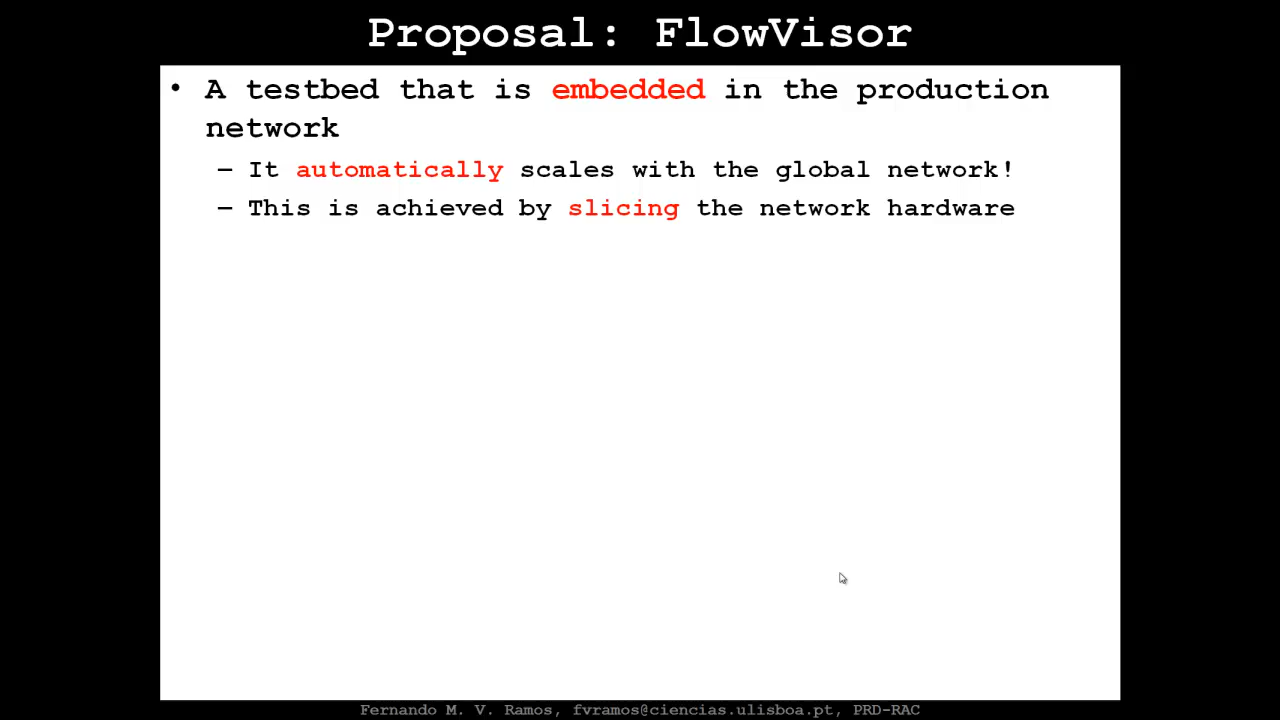 Proposal: FlowVisor
• A testbed that is embedded in the production
network
– It automatically scales with the global network!
– This is achieved by slicing the network hardware
Fernando M. V. Ramos, fvramos@ciencias.ulisboa.pt, PRD-RAC